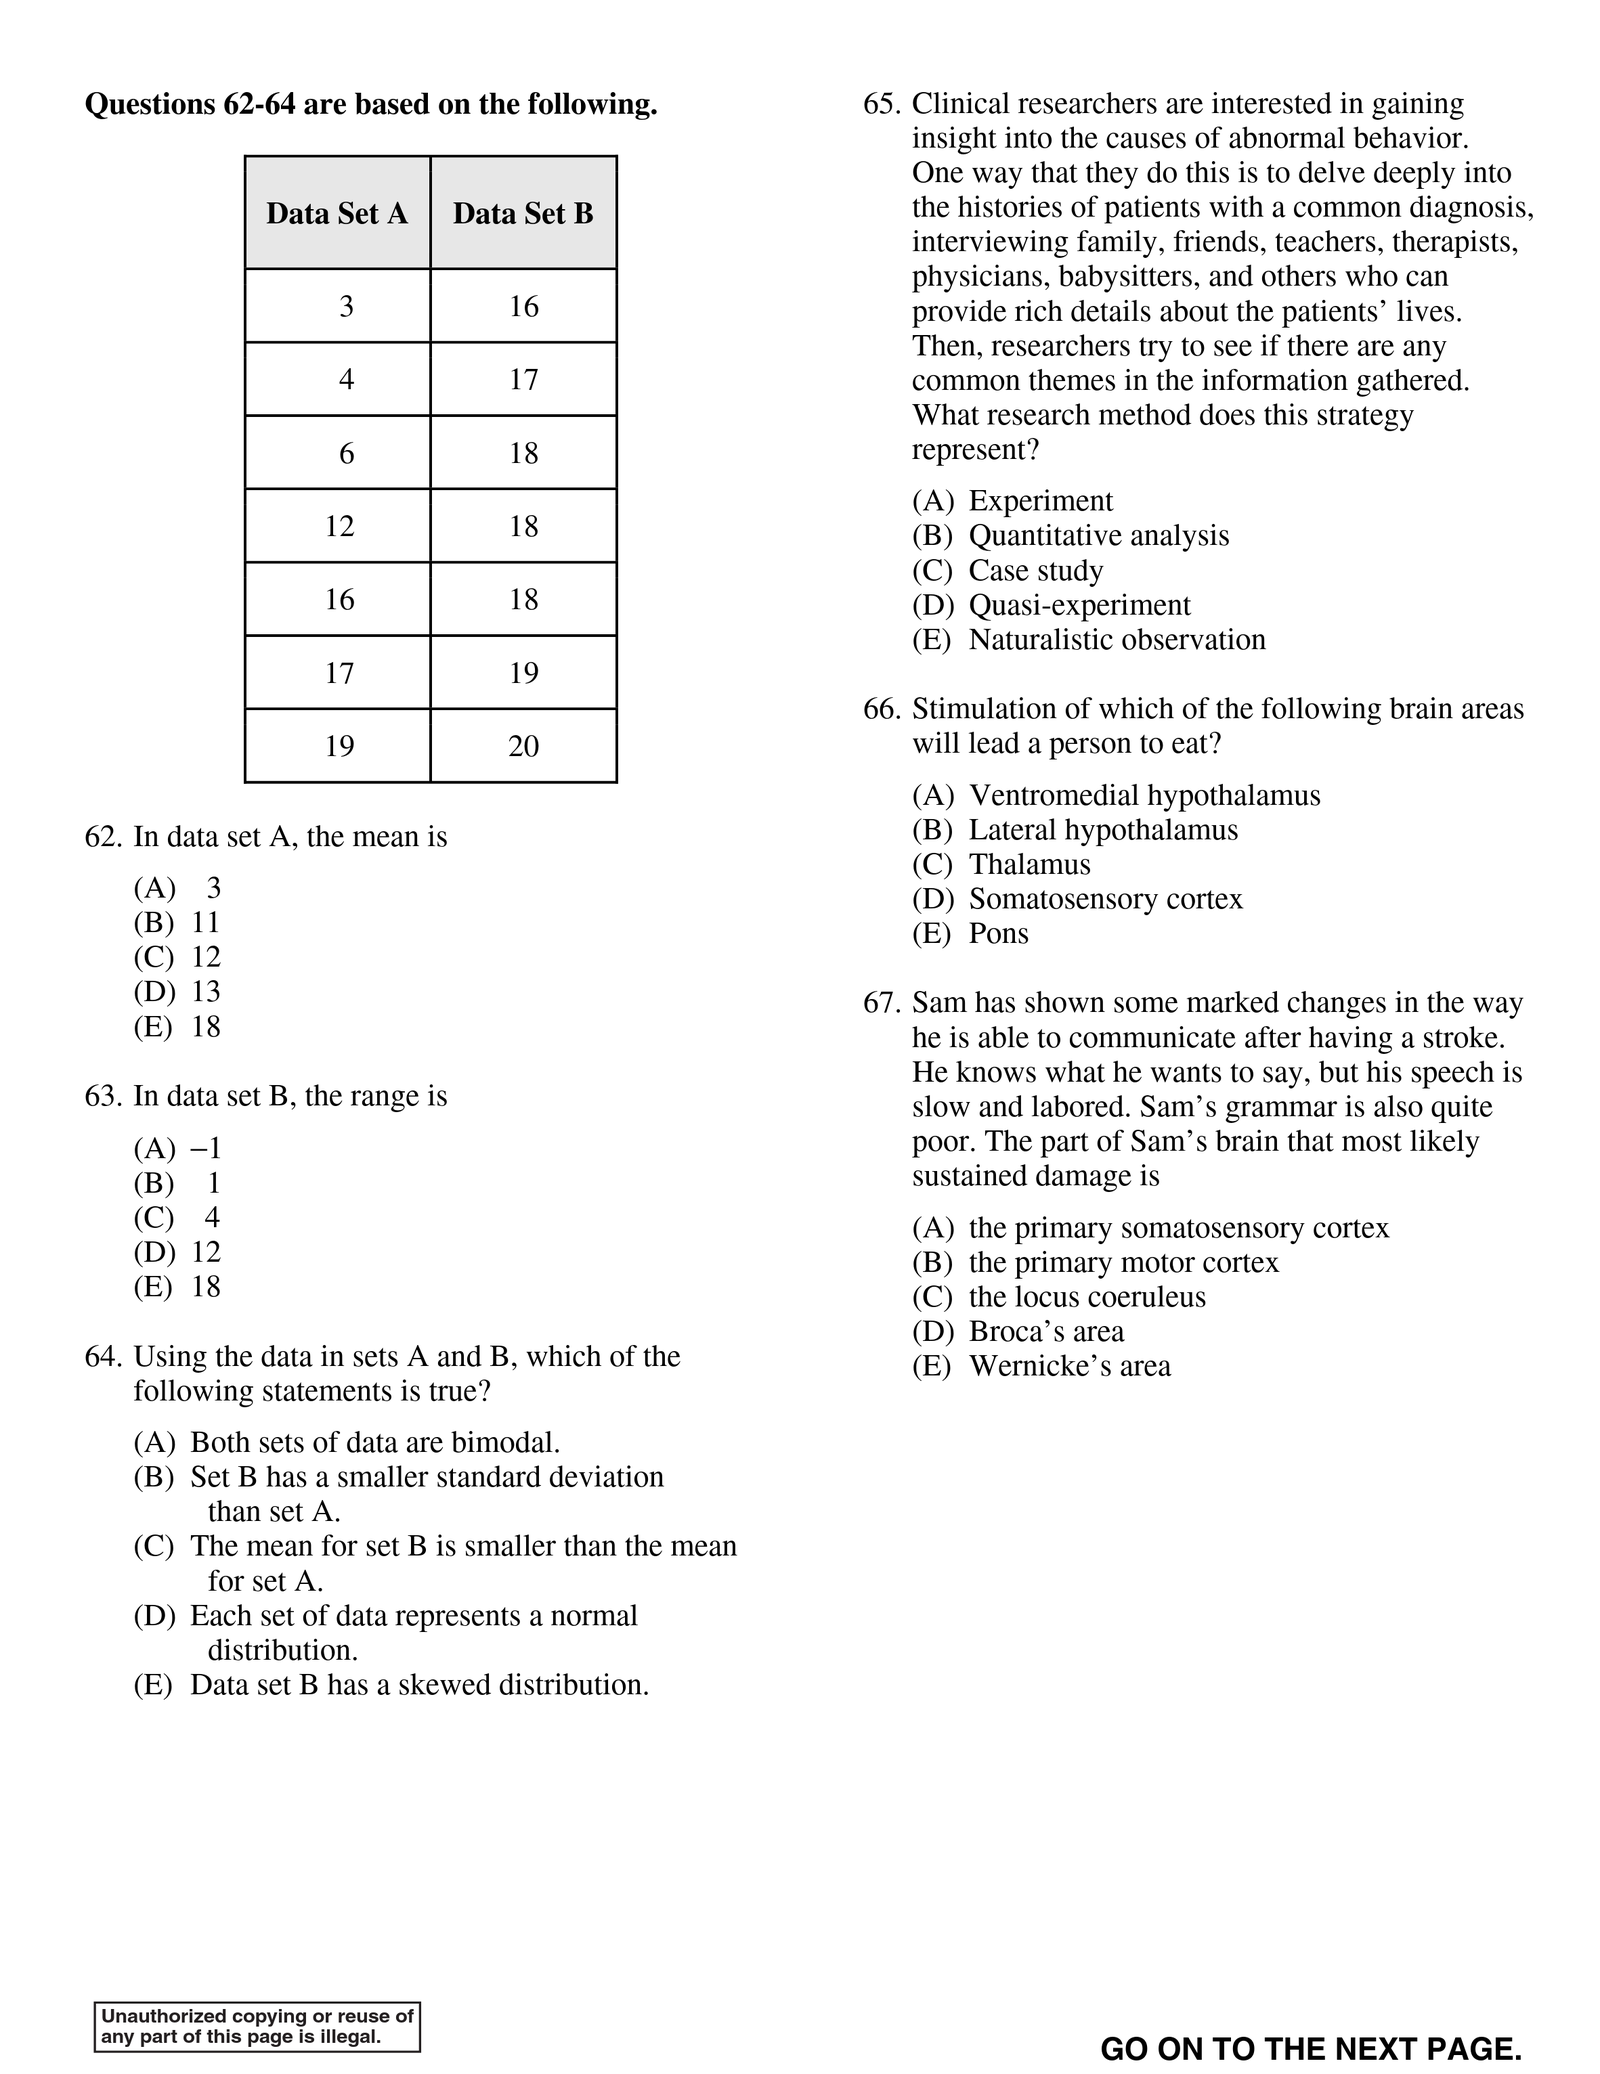 Questions 62-64 are based on the following.
Data Set A Data Set B
3 16
4 17
6 18
12 18
16 18
17 19
19 20
62. In data set A, the mean is
(A) 3
(B) 11
(C) 12
(D) 13
(E) 18
63. In data set B, the range is
(A) –1
(B) 1
(C) 4
(D) 12
(E) 18
64. Using the data in sets A and B, which of the
following statements is true?
(A) Both sets of data are bimodal.
(B) Set B has a smaller standard deviation
than set A.
(C) The mean for set B is smaller than the mean
for set A.
(D) Each set of data represents a normal
distribution.
(E) Data set B has a skewed distribution.
65. Clinical researchers are interested in gaining
insight into the causes of abnormal behavior.
One way that they do this is to delve deeply into
the histories of patients with a common diagnosis,
interviewing family, friends, teachers, therapists,
physicians, babysitters, and others who can
provide rich details about the patients’ lives.
Then, researchers try to see if there are any
common themes in the information gathered.
What research method does this strategy
represent?
(A) Experiment
(B) Quantitative analysis
(C) Case study
(D) Quasi-experiment
(E) Naturalistic observation
66. Stimulation of which of the following brain areas
will lead a person to eat?
(A) Ventromedial hypothalamus
(B) Lateral hypothalamus
(C) Thalamus
(D) Somatosensory cortex
(E) Pons
67. Sam has shown some marked changes in the way
he is able to communicate after having a stroke.
He knows what he wants to say, but his speech is
slow and labored. Sam’s grammar is also quite
poor. The part of Sam’s brain that most likely
sustained damage is
(A) the primary somatosensory cortex
(B) the primary motor cortex
(C) the locus coeruleus
(D) Broca’s area
(E) Wernicke’s area
Unauthorized copying or reuse of
any part of this page is illegal.
GO ON TO THE NEXT PAGE.